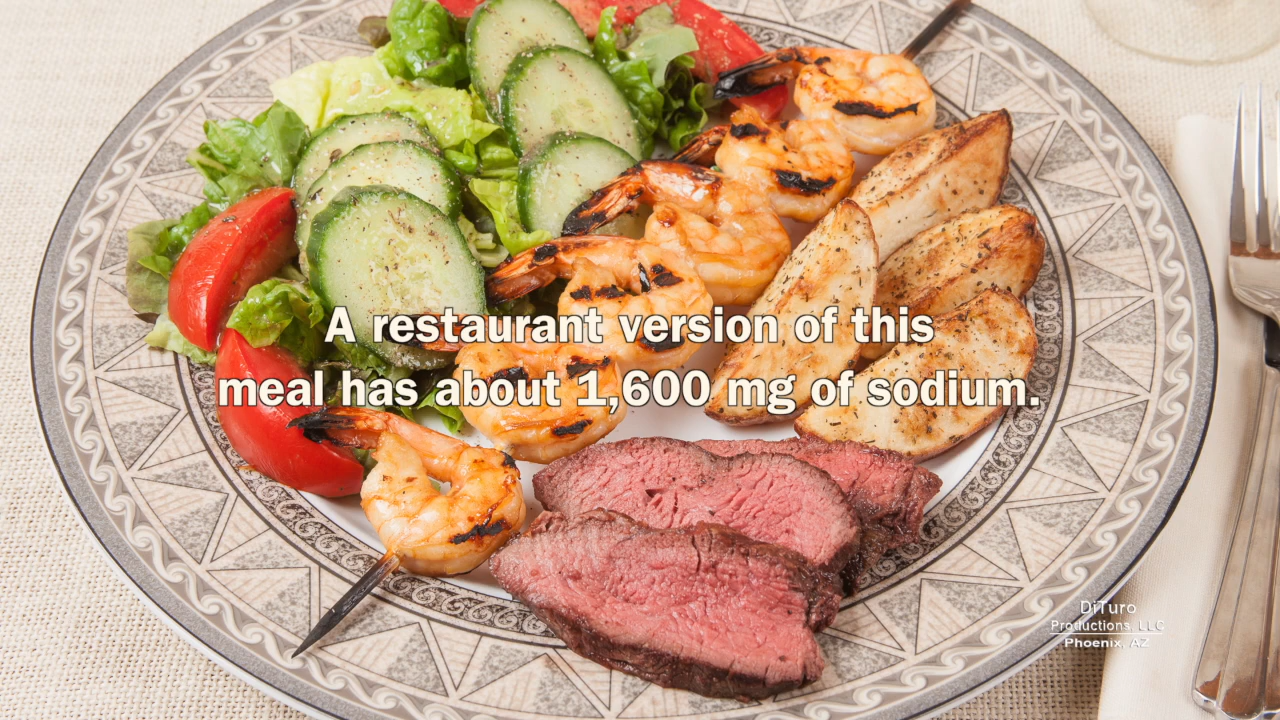 A restaurant version of this
meal has about 1,600 mg of sodium.
DiTuro
Productions, LLC
Phoenix, AZ